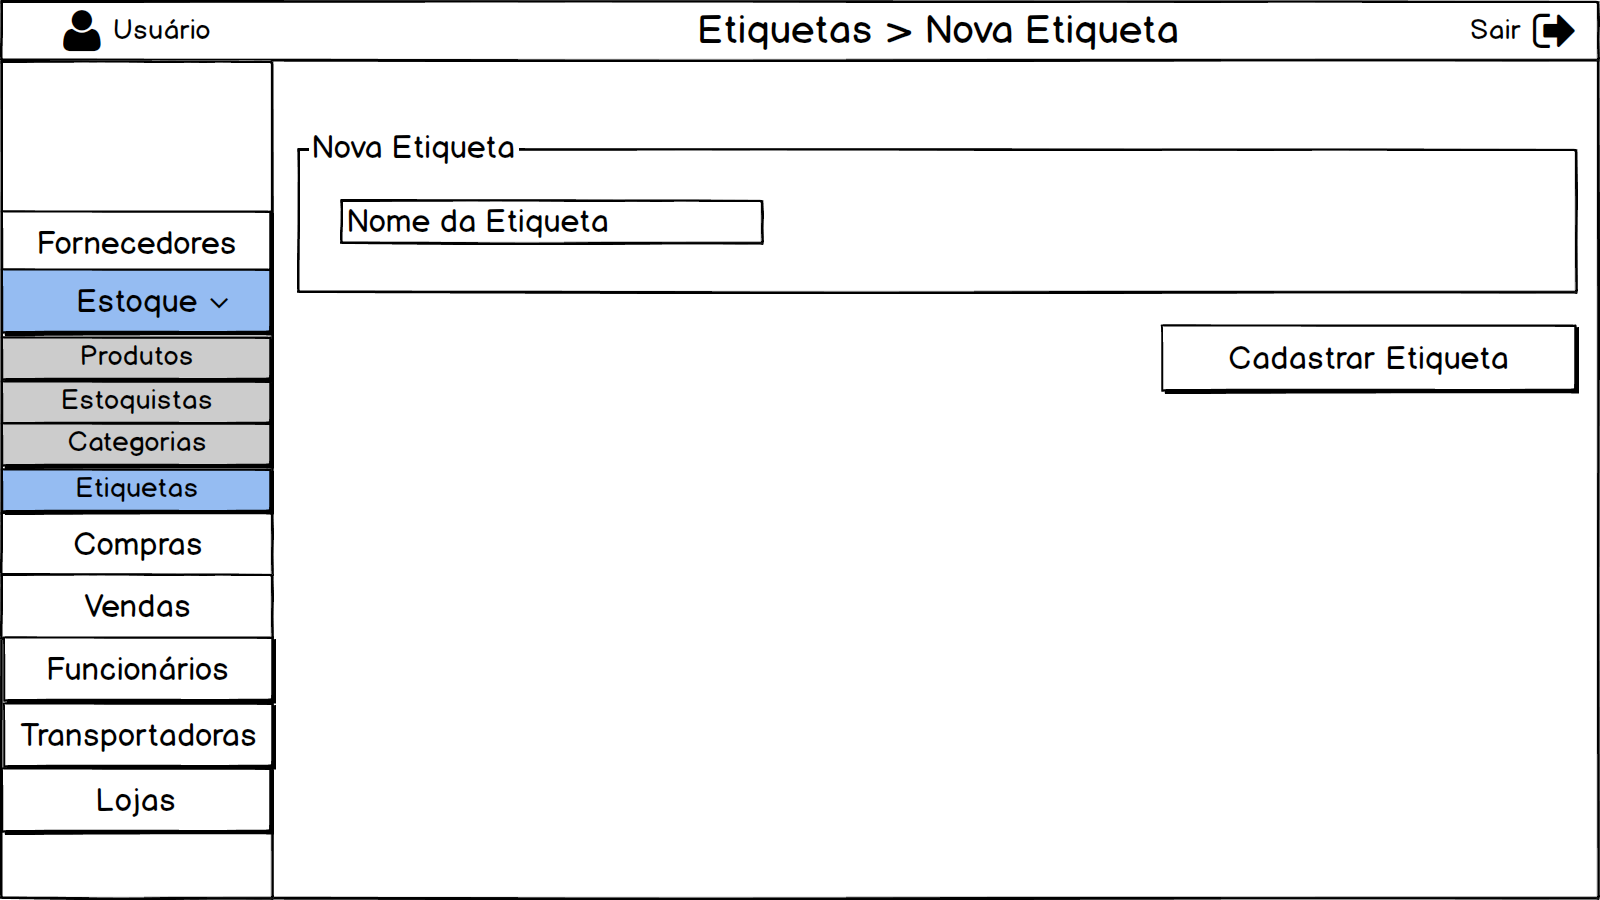 Usuário
Etiquetas > Nova Etiqueta
Sair
Fornecedores
Estoque
Produtos
Estoquistas
Categorias
Etiquetas
Compras
Vendas
Funcionários
Transportadoras
Lojas
Nova Etiqueta
Nome da Etiqueta
Cadastrar Etiqueta